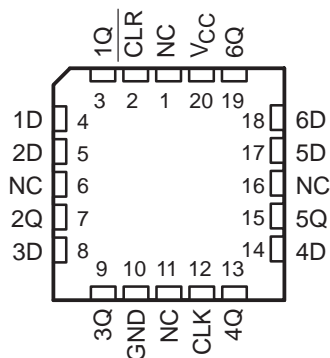 1Q CLR NC VCC 6Q
3 2 1 20 19
1D 4 18 6D
2D 5 17 5D
NC 6 16 NC
2Q 7 15 5Q
3D 8 14 4D
9 10 11 12 13
3Q GND NC CLK 4Q